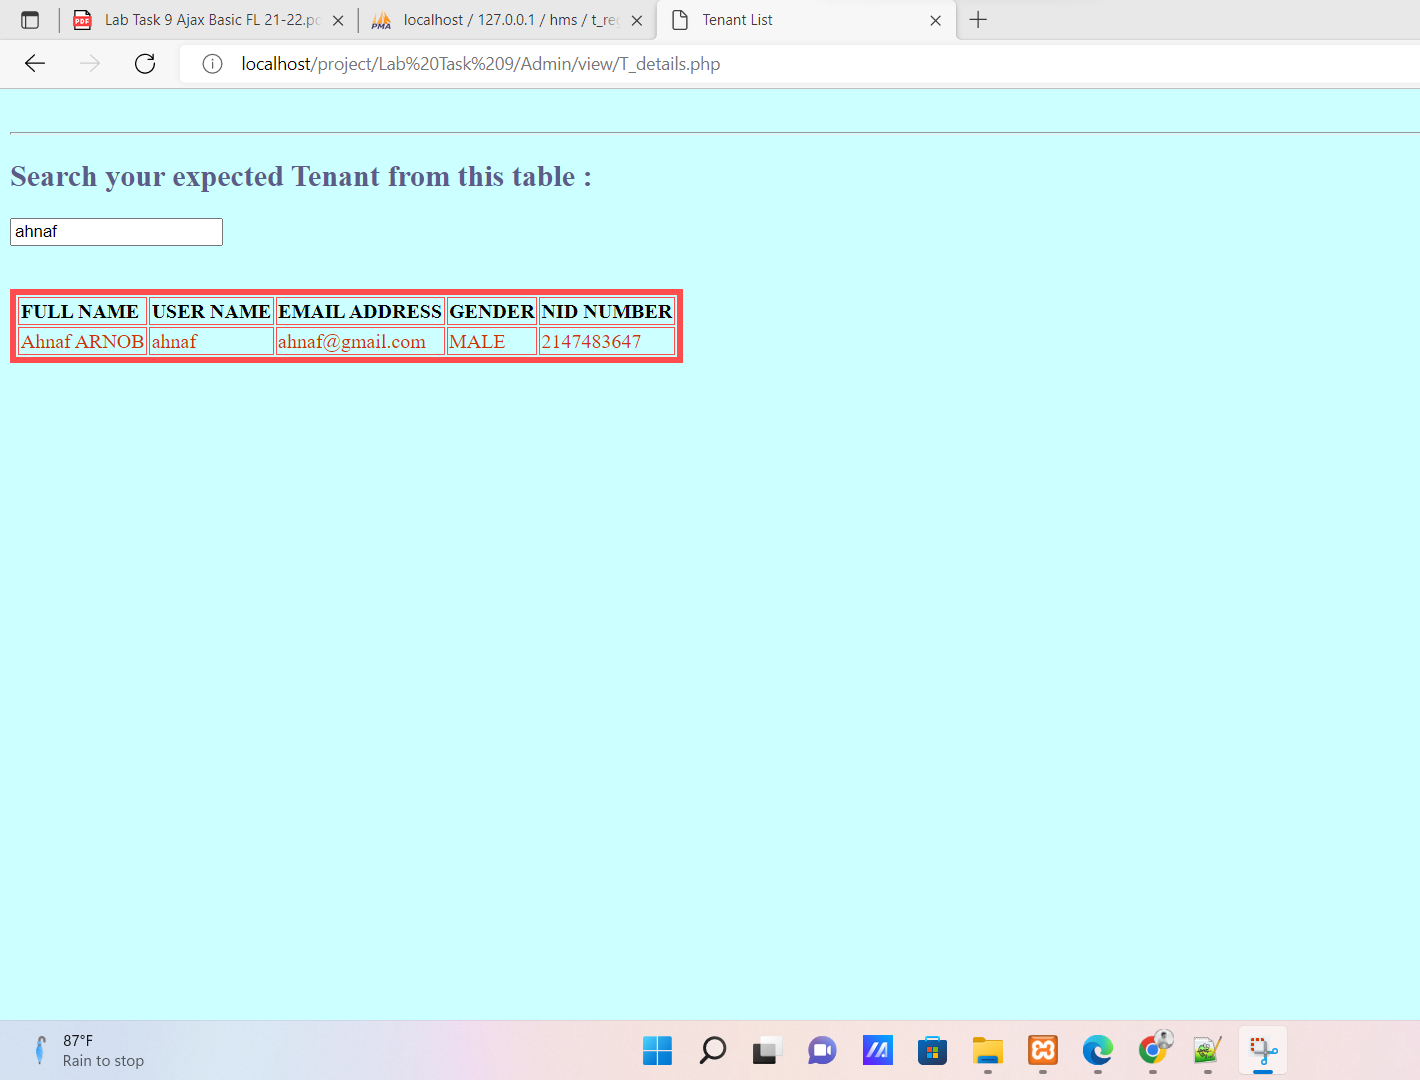 Lab Task 9 Ajax Basic FL 21-22.pd
localhost / 127.0.0.1 / hms / t_reg
Tenant List
localhost/project/Lab%20Task%209/Admin/view/T_details.php
Search your expected Tenant from this table :
ahnaf
FULL NAME USER NAME EMAIL ADDRESS GENDER NID NUMBER
Ahnaf ARNOB ahnaf ahnaf@gmail.com MALE 2147483647
87°F
Rain to stop